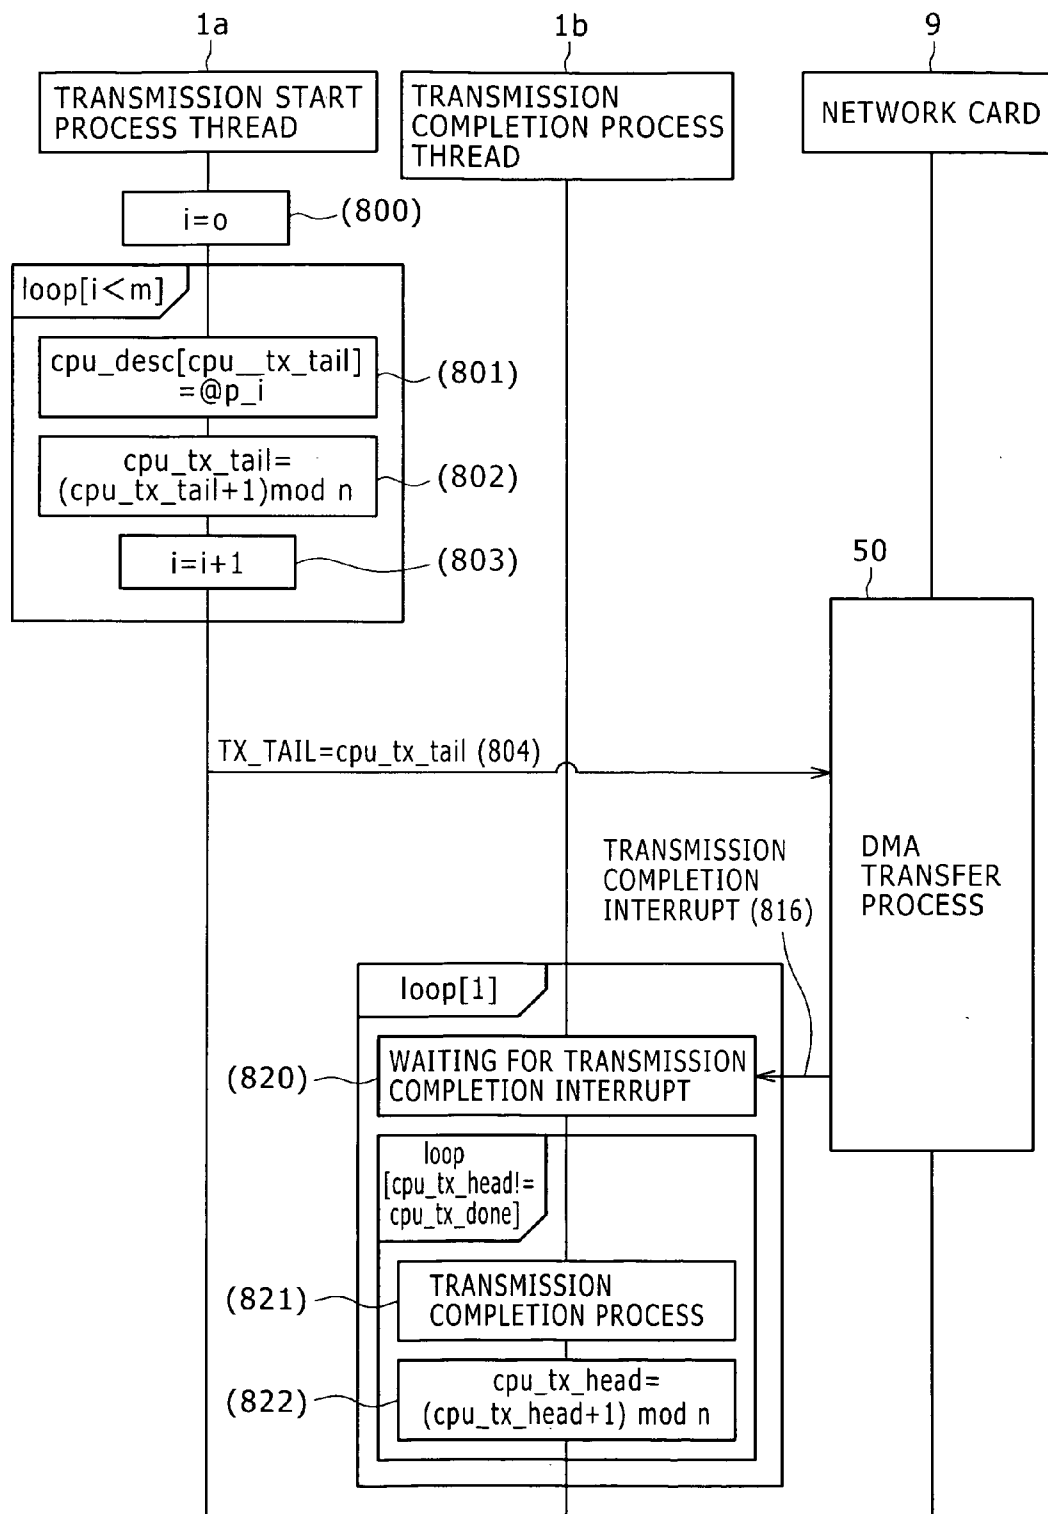 1a
1b
9
TRANSMISSION START
PROCESS THREAD
TRANSMISSION
COMPLETION PROCESS
THREAD
NETWORK CARD
i=o
(800)
loop[i<m]
cpu_desc[cpu__tx_tail]
=@p_i
(801)
cpu_tx_tail=
(cpu_tx_tail+1)mod n
(802)
i=i+1
(803)
50
TX_TAIL=cpu_tx_tail (804)
DMA
TRANSFER
PROCESS
TRANSMISSION
COMPLETION
INTERRUPT (816)
loop[1]
(820)
WAITING FOR TRANSMISSION
COMPLETION INTERRUPT
loop
[cpu_tx_head!=
cpu_tx_done]
(821)
TRANSMISSION
COMPLETION PROCESS
(822)
cpu_tx_head=
(cpu_tx_head+1) mod n